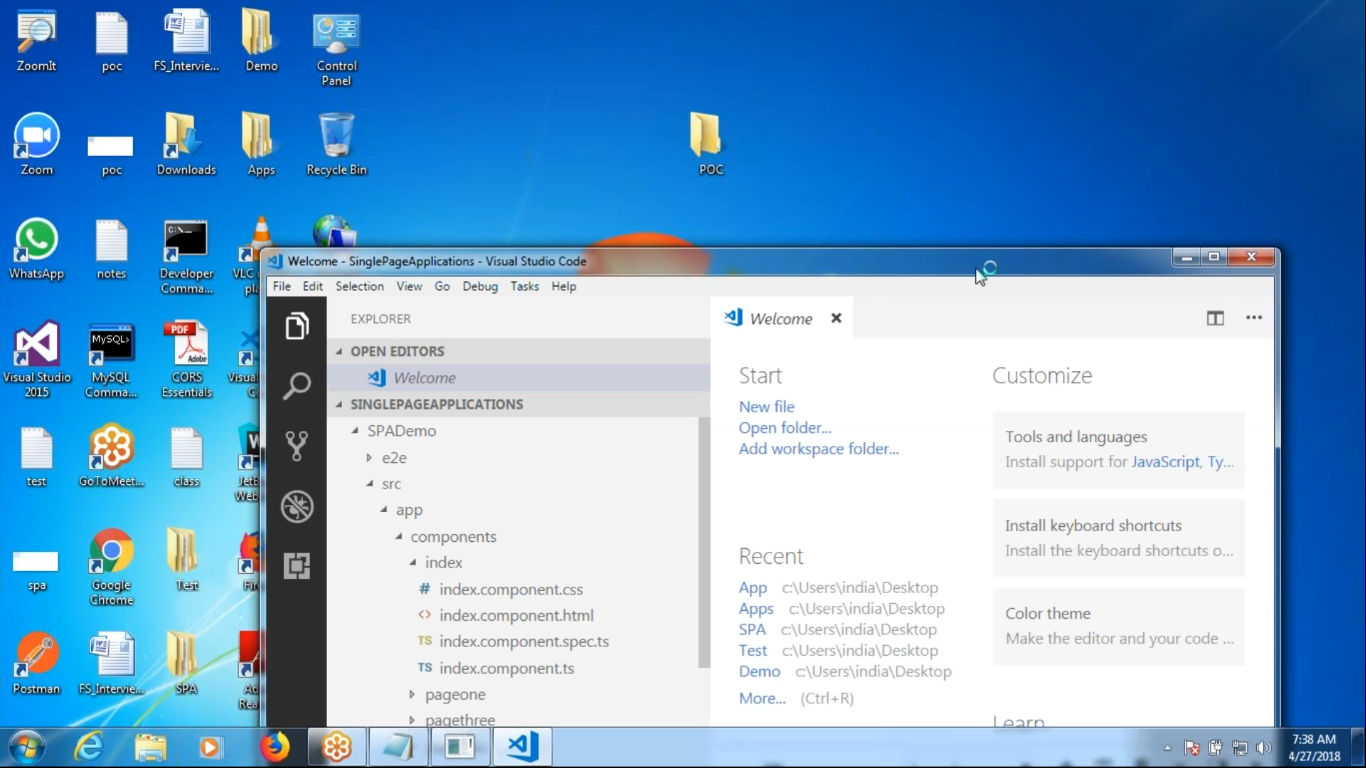 ZoomIt
poc
FS_Intervie...
Demo
Control
Panel
Zoom
poc
Downloads
Apps
Recycle Bin
POC
WhatsApp
notes
Developer
Comma...
VLC
Visual Studio
2015
MySQL
Comma...
CORS
Essentials
test
GoToMeet...
class
spa
Google
Chrome
Test
Postman
FS_Intervie...
SPA
Welcome - SinglePageApplications - Visual Studio Code
File Edit Selection View Go Debug Tasks Help
EXPLORER
OPEN EDITORS
Welcome
SINGLEPAGEAPPLICATIONS
SPADemo
e2e
src
app
components
index
# index.component.css
<> index.component.html
TS index.component.spec.ts
TS index.component.ts
pageone
pagethree
Welcome
Start
New file
Open folder...
Add workspace folder...
Recent
App c:\Users\india\Desktop
Apps c:\Users\india\Desktop
SPA c:\Users\india\Desktop
Test c:\Users\india\Desktop
Demo c:\Users\india\Desktop
More... (Ctrl+R)
Customize
Tools and languages
Install support for JavaScript, Ty...
Install keyboard shortcuts
Install the keyboard shortcuts o...
Color theme
Make the editor and your code ...
Learn
7:38 AM
4/27/2018